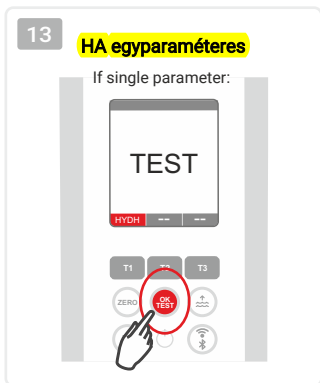 13
HA egyparaméteres
If single parameter:
TEST
HYDH -- --
T1 T2 T3
ZERO OK TEST